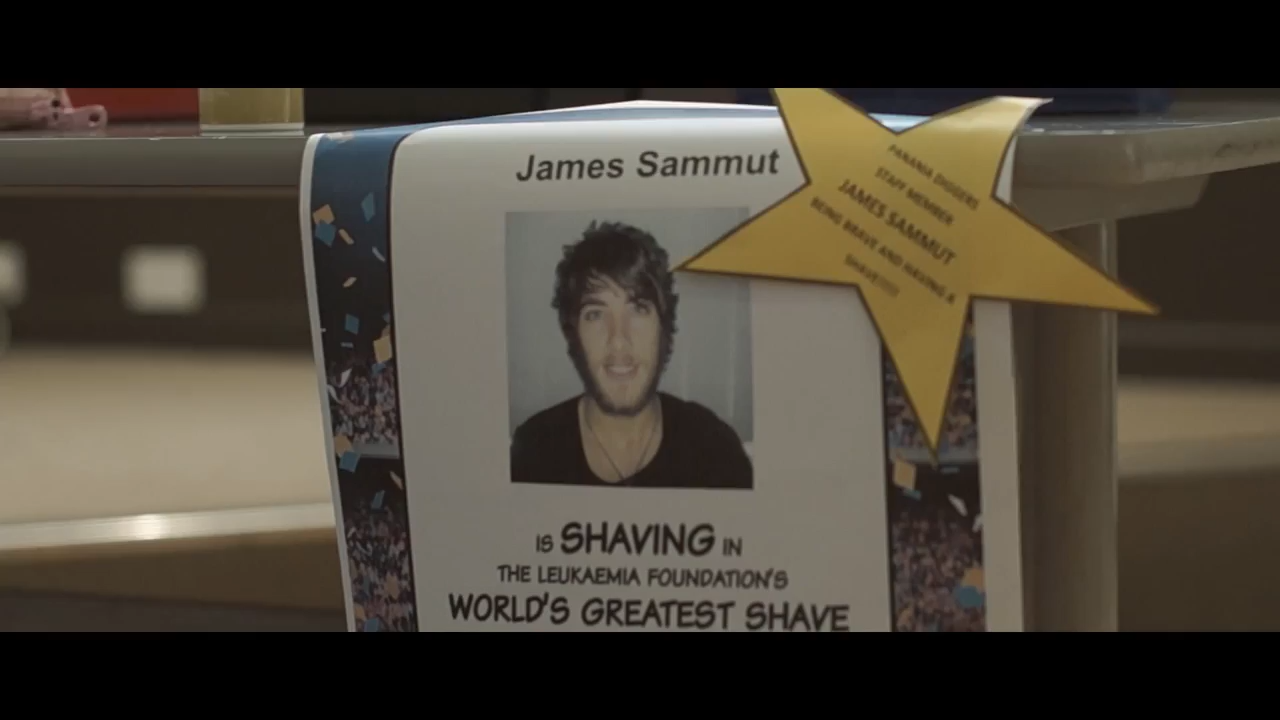 James Sammut
PANANIA DIGGERS
STAFF MEMBER
JAMES SAMMUT
BEING BRAVE AND HAVING A
SHAVE!!!!!!
IS SHAVING IN
THE LEUKAEMIA FOUNDATION'S
WORLD'S GREATEST SHAVE